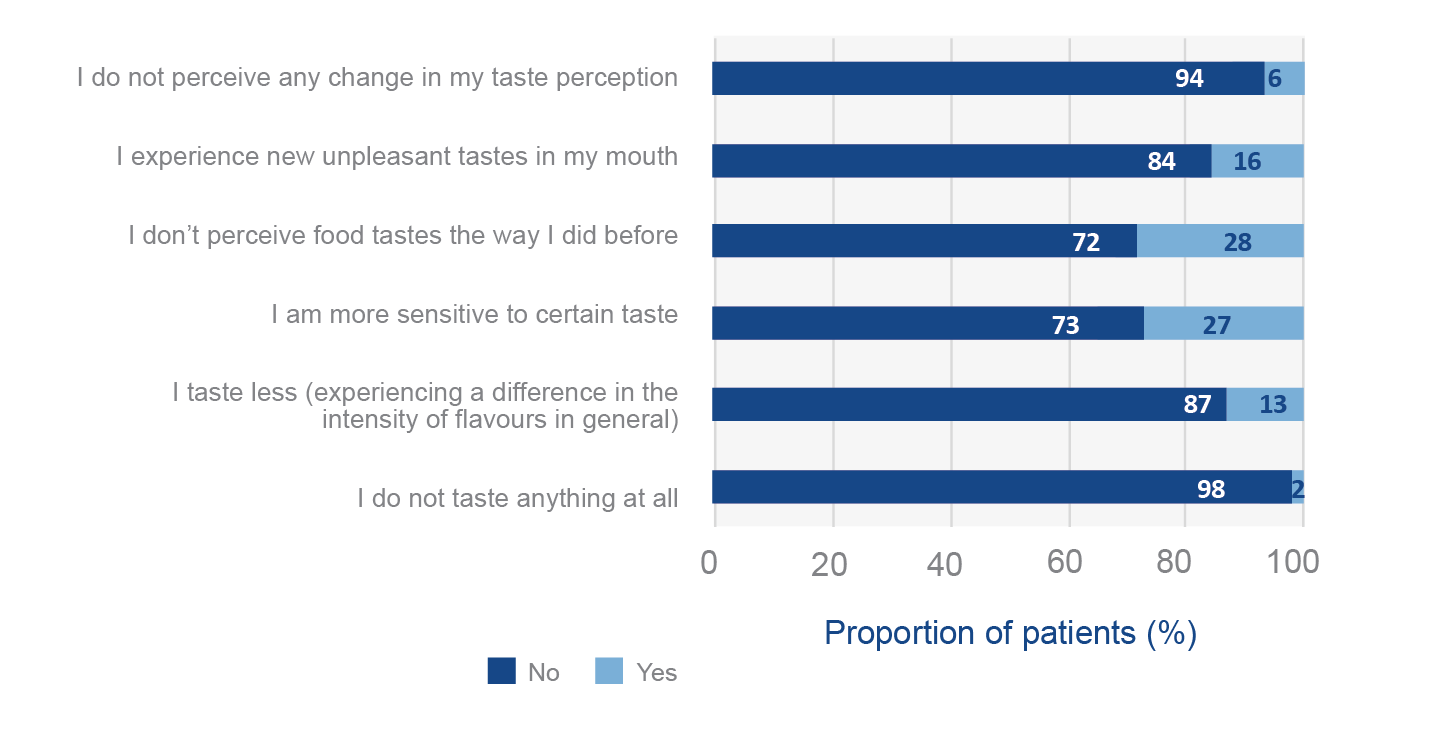 I do not perceive any change in my taste perception
94 6
I experience new unpleasant tastes in my mouth
84 16
I don’t perceive food tastes the way I did before
72 28
I am more sensitive to certain taste
73 27
I taste less (experiencing a difference in the
intensity of flavours in general)
87 13
I do not taste anything at all
98 2
0 20 40 60 80 100
Proportion of patients (%)
No Yes